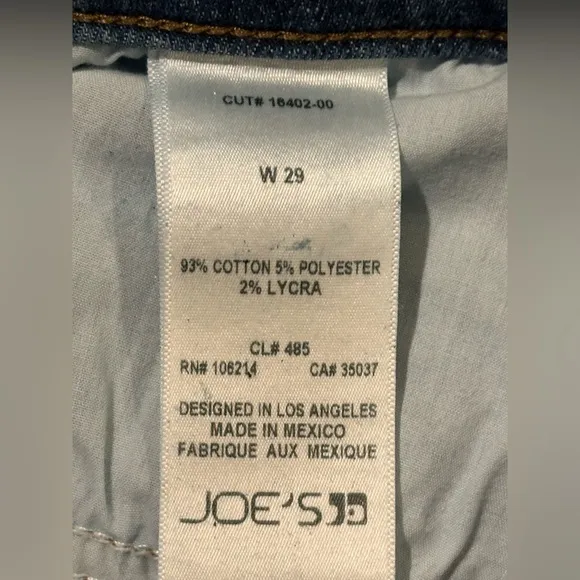 CUT# 16402-00
W 29
93% COTTON 5% POLYESTER
2% LYCRA
CL# 485
RN# 106214 CA# 35037
DESIGNED IN LOS ANGELES
MADE IN MEXICO
FABRIQUE AUX MEXIQUE
JOE'S